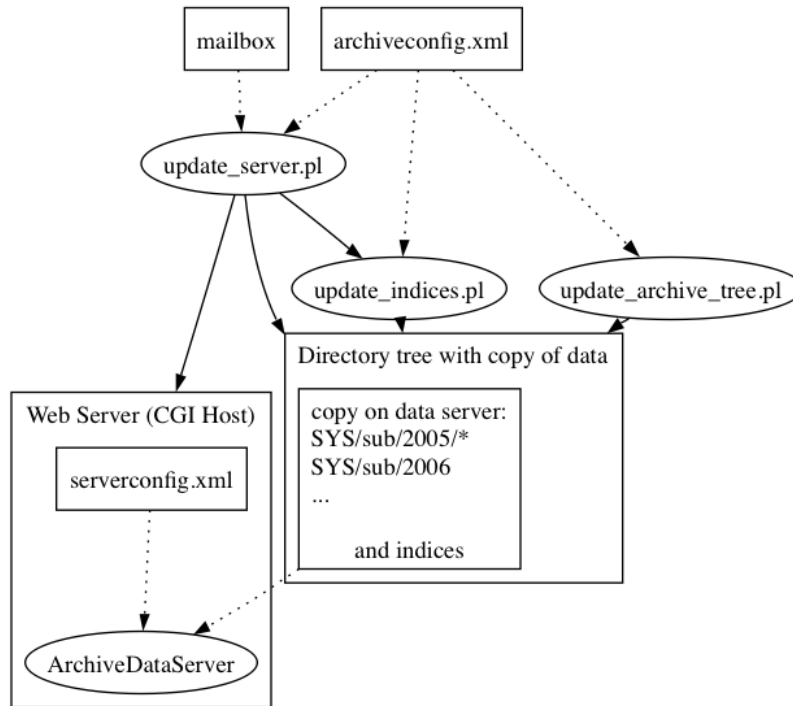 mailbox
archiveconfig.xml
update_server.pl
update_indices.pl
update_archive_tree.pl
Directory tree with copy of data
copy on data server:
SYS/sub/2005/*
SYS/sub/2006
...
and indices
Web Server (CGI Host)
serverconfig.xml
ArchiveDataServer